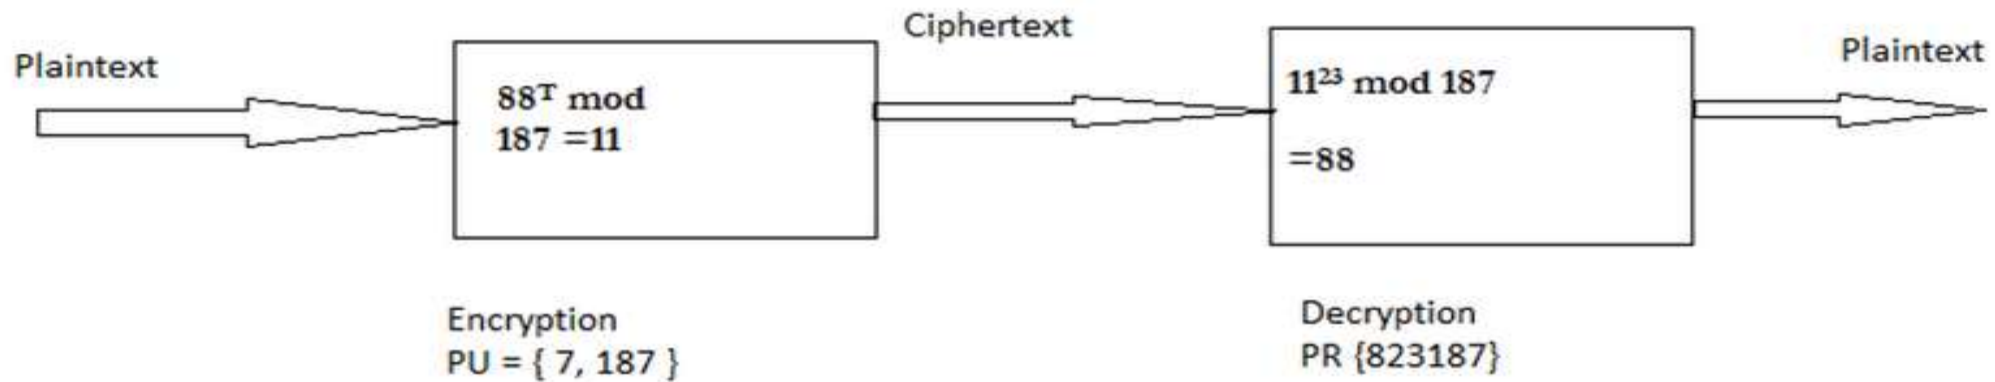 Plaintext
88ᵀ mod
187 =11
Encryption
PU = { 7, 187 }
Ciphertext
11²³ mod 187
=88
Decryption
PR {823187}
Plaintext